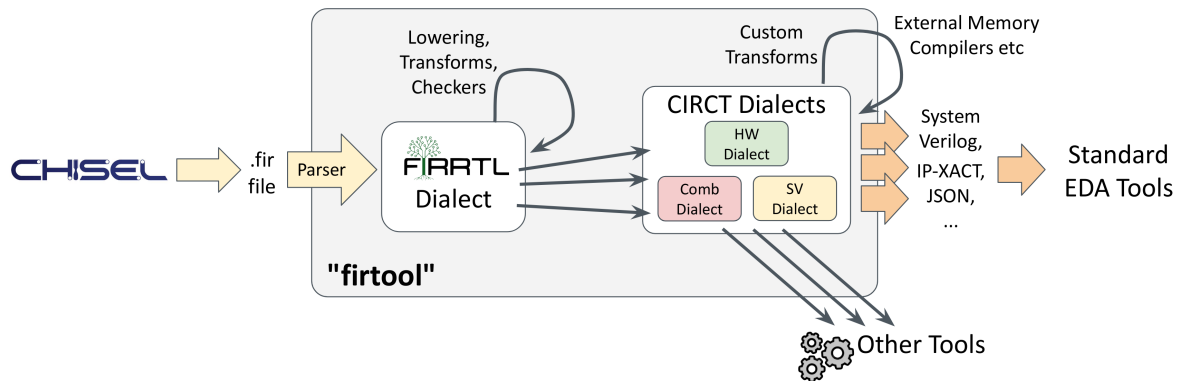 CHISEL
.fir
file
Parser
Lowering,
Transforms,
Checkers
FIRRTL
Dialect
"firtool"
Custom
Transforms
External Memory
Compilers etc
CIRCT Dialects
HW
Dialect
Comb
Dialect
SV
Dialect
System
Verilog,
IP-XACT,
JSON,
...
Standard
EDA Tools
Other Tools